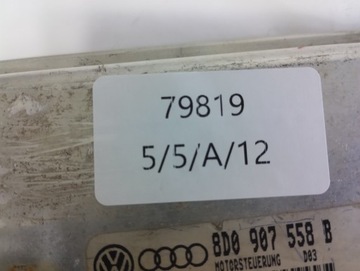 79819
5/5/A/12
8D0 907 558 B
MOTORSTEUERUNG D03